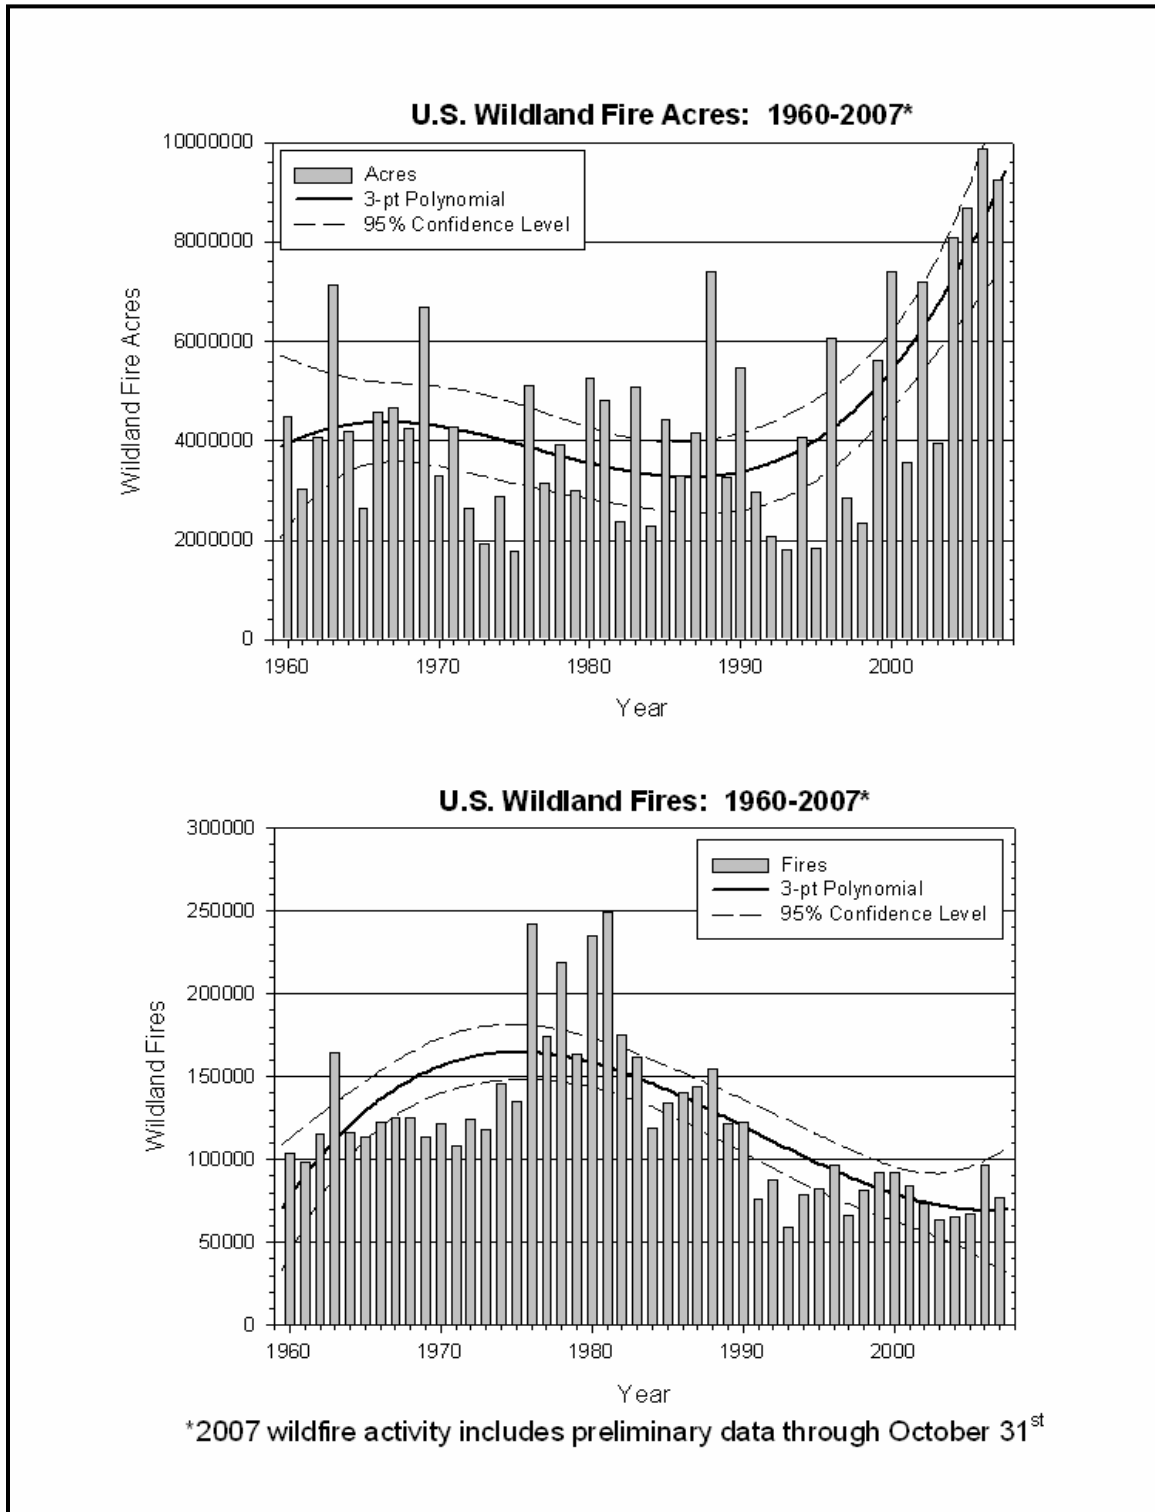 U.S. Wildland Fire Acres: 1960-2007*
10000000
8000000
6000000
4000000
2000000
0
Wildland Fire Acres
Acres
3-pt Polynomial
95% Confidence Level
1960 1970 1980 1990 2000
Year
U.S. Wildland Fires: 1960-2007*
300000
250000
200000
150000
100000
50000
0
Wildland Fires
Fires
3-pt Polynomial
95% Confidence Level
1960 1970 1980 1990 2000
Year
*2007 wildfire activity includes preliminary data through October 31st